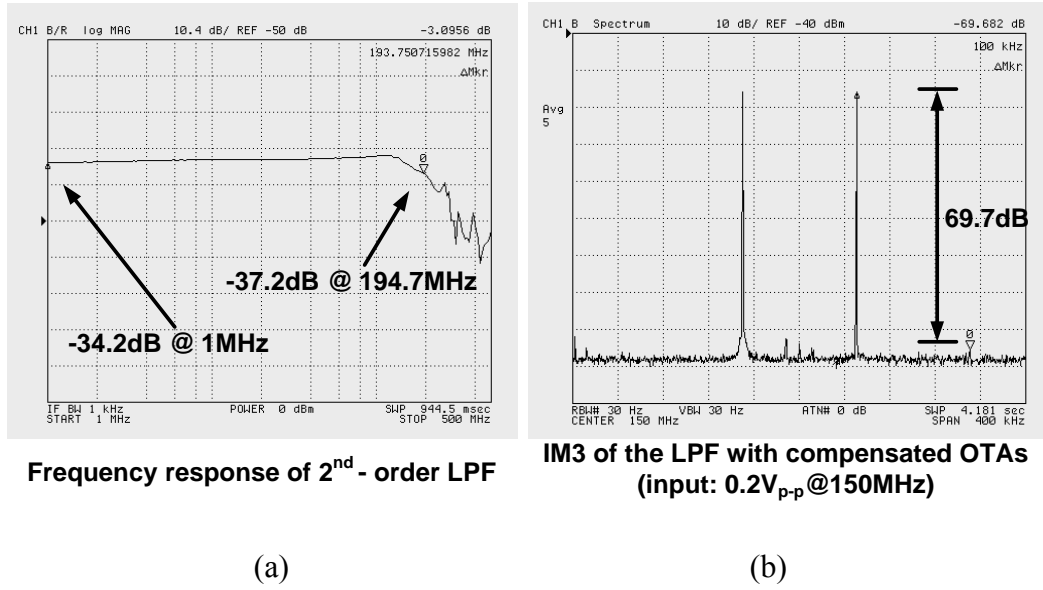 CH1 B/R log MAG 10.4 dB/ REF -50 dB -3.0956 dB
193.750715982 MHz
ΔMkr
0
-37.2dB @ 194.7MHz
-34.2dB @ 1MHz
IF BW 1 kHz POWER 0 dBm SWP 944.5 msec
START 1 MHz STOP 500 MHz
Frequency response of 2nd - order LPF
(a)
CH1 B Spectrum 10 dB/ REF -40 dBm -69.682 dB
100 kHz
ΔMkr
Avg
5
69.7dB
0
RBW# 30 Hz VBW 30 Hz ATN# 0 dB SWP 4.181 sec
CENTER 150 MHz SPAN 400 kHz
IM3 of the LPF with compensated OTAs
(input: 0.2Vp-p@150MHz)
(b)